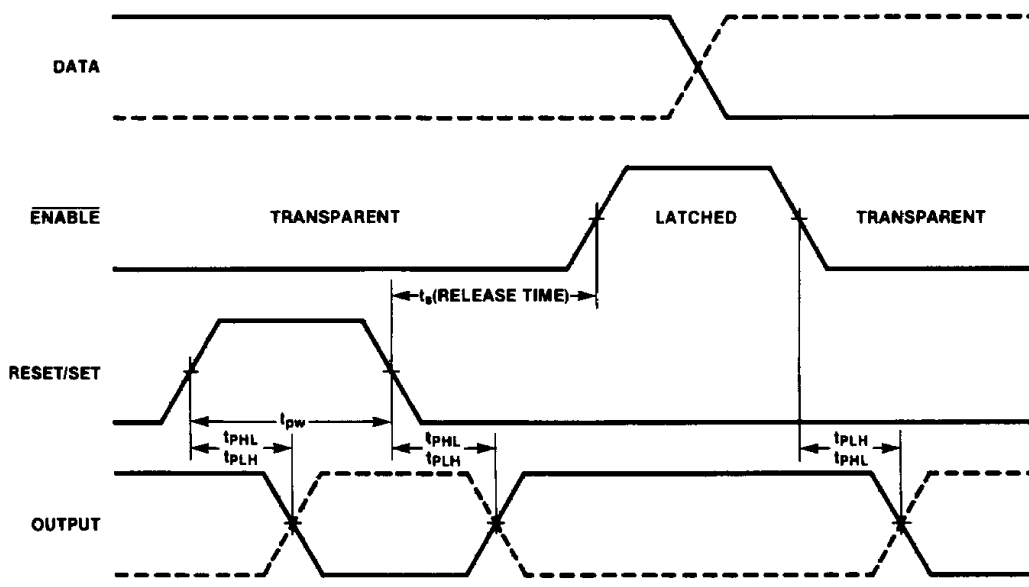 DATA
ENABLE
TRANSPARENT
LATCHED
TRANSPARENT
ts(RELEASE TIME)
RESET/SET
tpw
tPHL
tPLH
tPHL
tPLH
tPLH
tPHL
OUTPUT